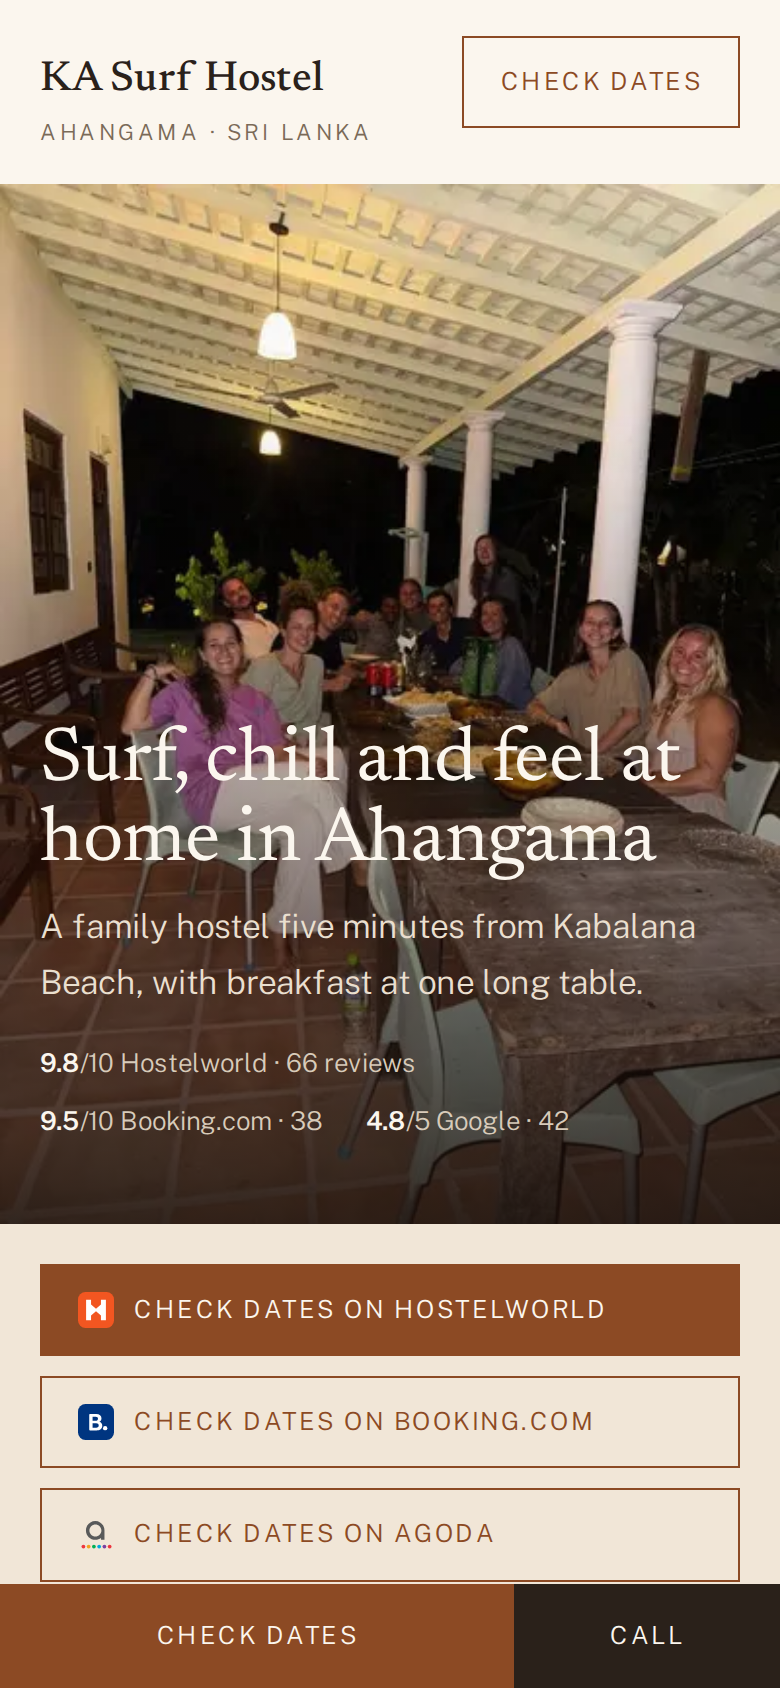 KA Surf Hostel
CHECK DATES
AHANGAMA · SRI LANKA
Surf, chill and feel at
home in Ahangama
A family hostel five minutes from Kabalana
Beach, with breakfast at one long table.
9.8/10 Hostelworld · 66 reviews
9.5/10 Booking.com · 38 4.8/5 Google · 42
CHECK DATES ON HOSTELWORLD
B. CHECK DATES ON BOOKING.COM
a CHECK DATES ON AGODA
CHECK DATES
CALL